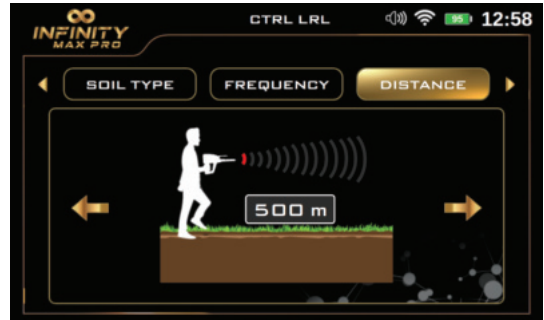 INFINITY
MAX PRO
CTRL LRL
95
12:58
SOIL TYPE
FREQUENCY
DISTANCE
500 m